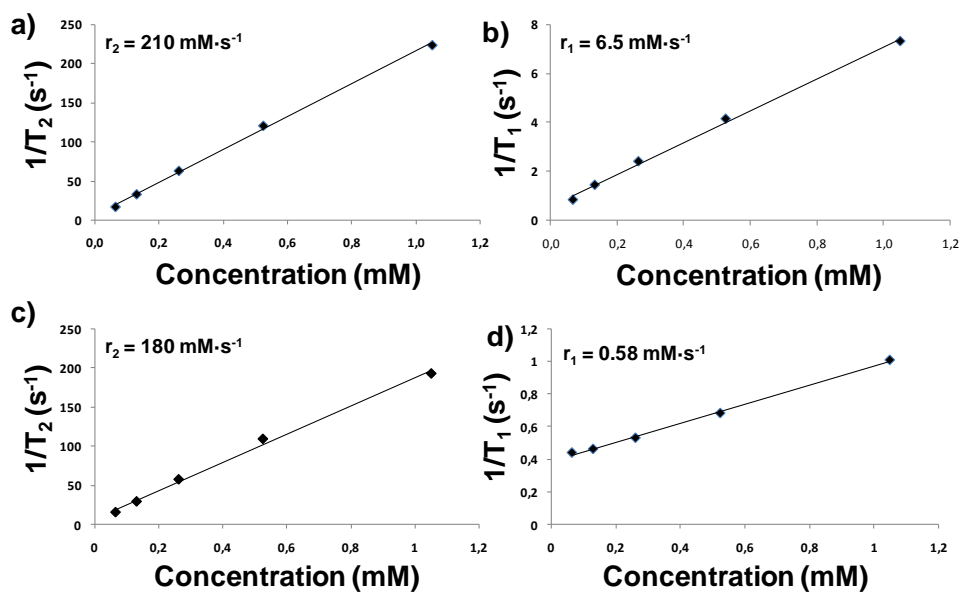 a)
r₂ = 210 mM·s⁻¹
1/T₂ (s⁻¹)
250
200
150
100
50
0
0,0 0,2 0,4 0,6 0,8 1,0 1,2
Concentration (mM)
b)
r₁ = 6.5 mM·s⁻¹
1/T₁ (s⁻¹)
8
6
4
2
0
0,0 0,2 0,4 0,6 0,8 1,0 1,2
Concentration (mM)
c)
r₂ = 180 mM·s⁻¹
1/T₂ (s⁻¹)
250
200
150
100
50
0
0 0,2 0,4 0,6 0,8 1 1,2
Concentration (mM)
d)
r₁ = 0.58 mM·s⁻¹
1/T₁ (s⁻¹)
1,2
1
0,8
0,6
0,4
0,2
0
0 0,2 0,4 0,6 0,8 1 1,2
Concentration (mM)